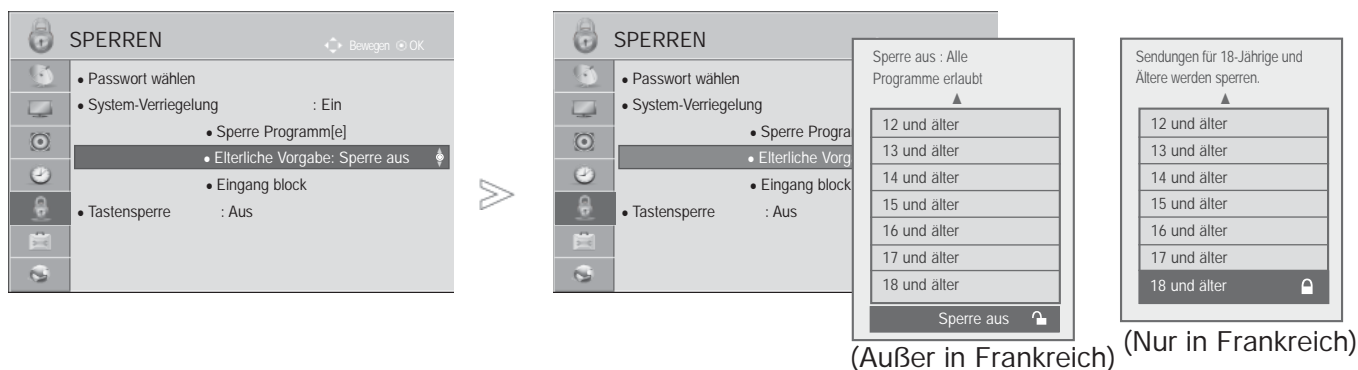 SPERREN
Bewegen OK
• Passwort wählen
• System-Verriegelung : Ein
• Sperre Programm[e]
• Elterliche Vorgabe: Sperre aus
• Eingang block
• Tastensperre : Aus
SPERREN
• Passwort wählen
• System-Verriegelung
• Sperre Progra
• Elterliche Vorg
• Eingang block
• Tastensperre : Aus
Sperre aus : Alle
Programme erlaubt
12 und älter
13 und älter
14 und älter
15 und älter
16 und älter
17 und älter
18 und älter
Sperre aus
(Außer in Frankreich)
Sendungen für 18-Jährige und
Ältere werden sperren.
12 und älter
13 und älter
14 und älter
15 und älter
16 und älter
17 und älter
18 und älter
(Nur in Frankreich)